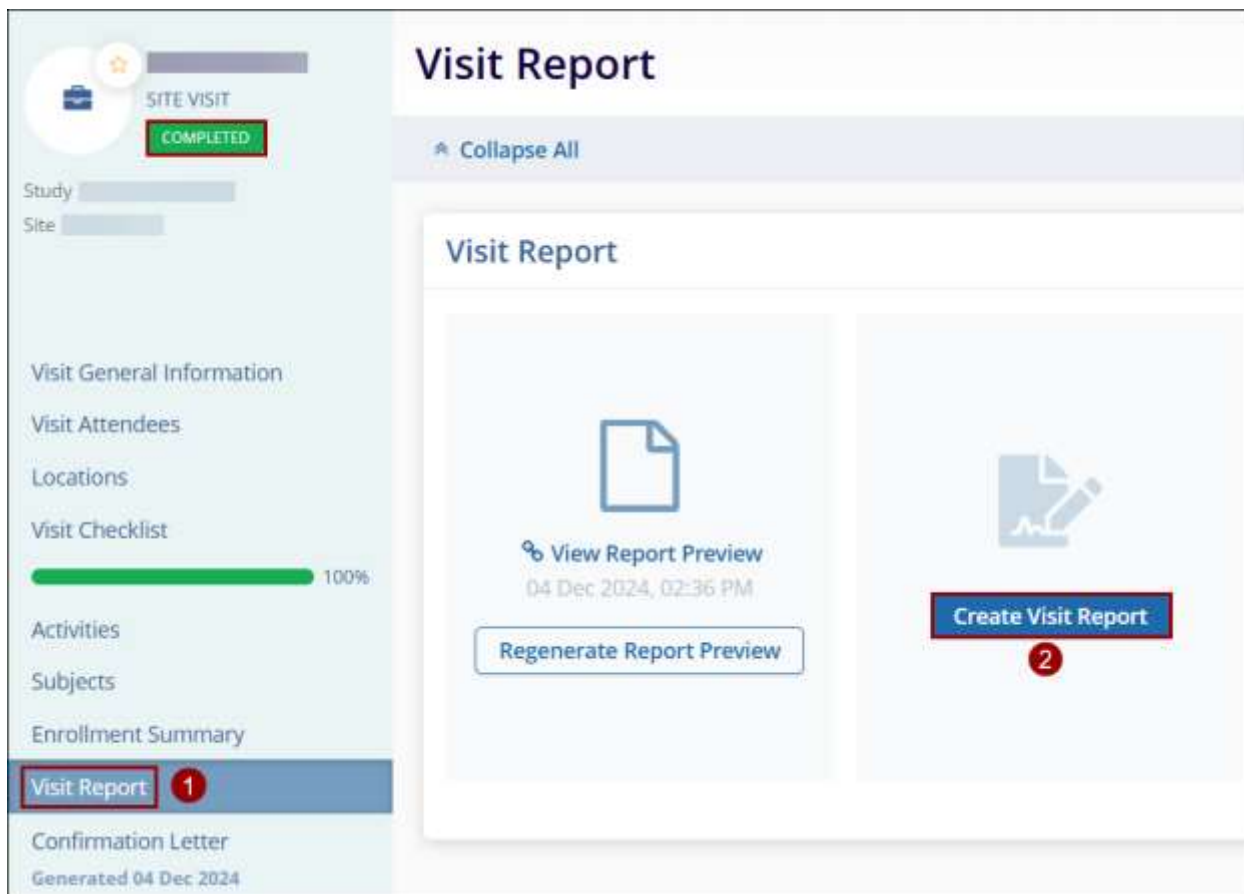 SITE VISIT
COMPLETED
Study
Site
Visit General Information
Visit Attendees
Locations
Visit Checklist
100%
Activities
Subjects
Enrollment Summary
Visit Report 1
Confirmation Letter
Generated 04 Dec 2024
Visit Report
Collapse All
Visit Report
View Report Preview
04 Dec 2024, 02:36 PM
Regenerate Report Preview
Create Visit Report
2